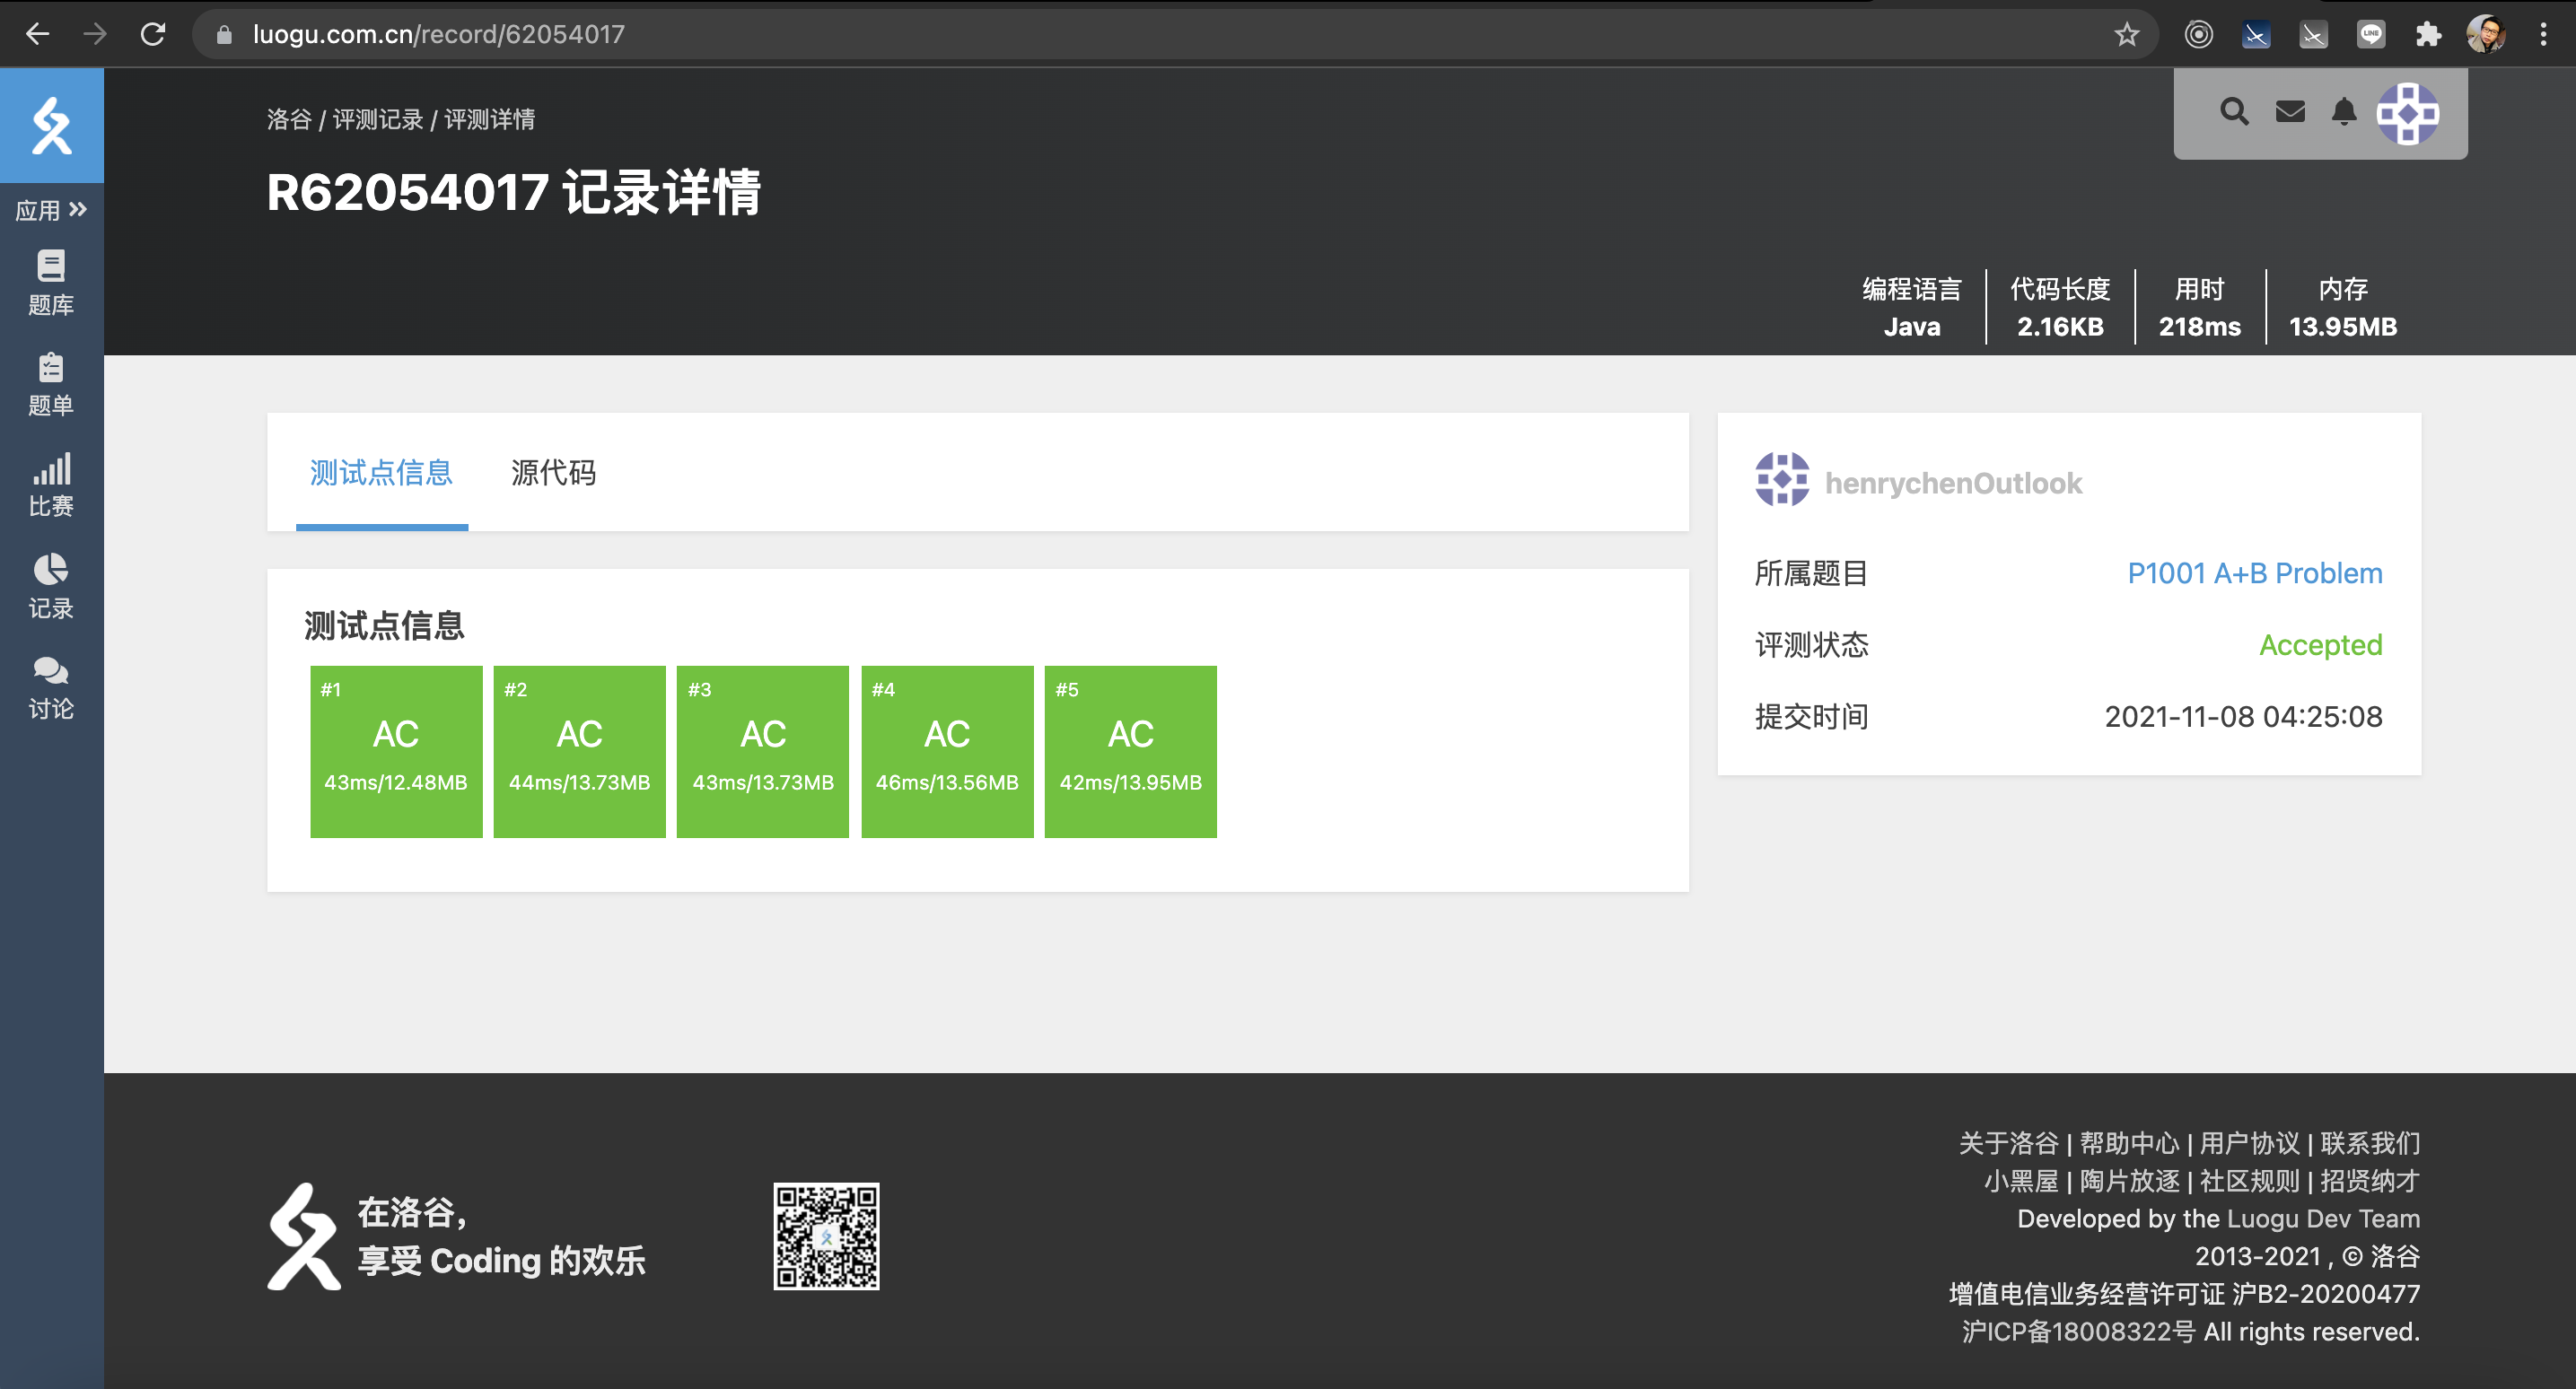 luogu.com.cn/record/62054017
LINE
洛谷 / 评测记录 / 评测详情
R62054017 记录详情
应用
题库
题单
比赛
记录
讨论
编程语言 代码长度 用时 内存
Java 2.16KB 218ms 13.95MB
测试点信息 源代码
测试点信息
#1 #2 #3 #4 #5
AC AC AC AC AC
43ms/12.48MB 44ms/13.73MB 43ms/13.73MB 46ms/13.56MB 42ms/13.95MB
henrychenOutlook
所属题目 P1001 A+B Problem
评测状态 Accepted
提交时间 2021-11-08 04:25:08
在洛谷，
享受 Coding 的欢乐
关于洛谷 | 帮助中心 | 用户协议 | 联系我们
小黑屋 | 陶片放逐 | 社区规则 | 招贤纳才
Developed by the Luogu Dev Team
2013-2021 , © 洛谷
增值电信业务经营许可证 沪B2-20200477
沪ICP备18008322号 All rights reserved.